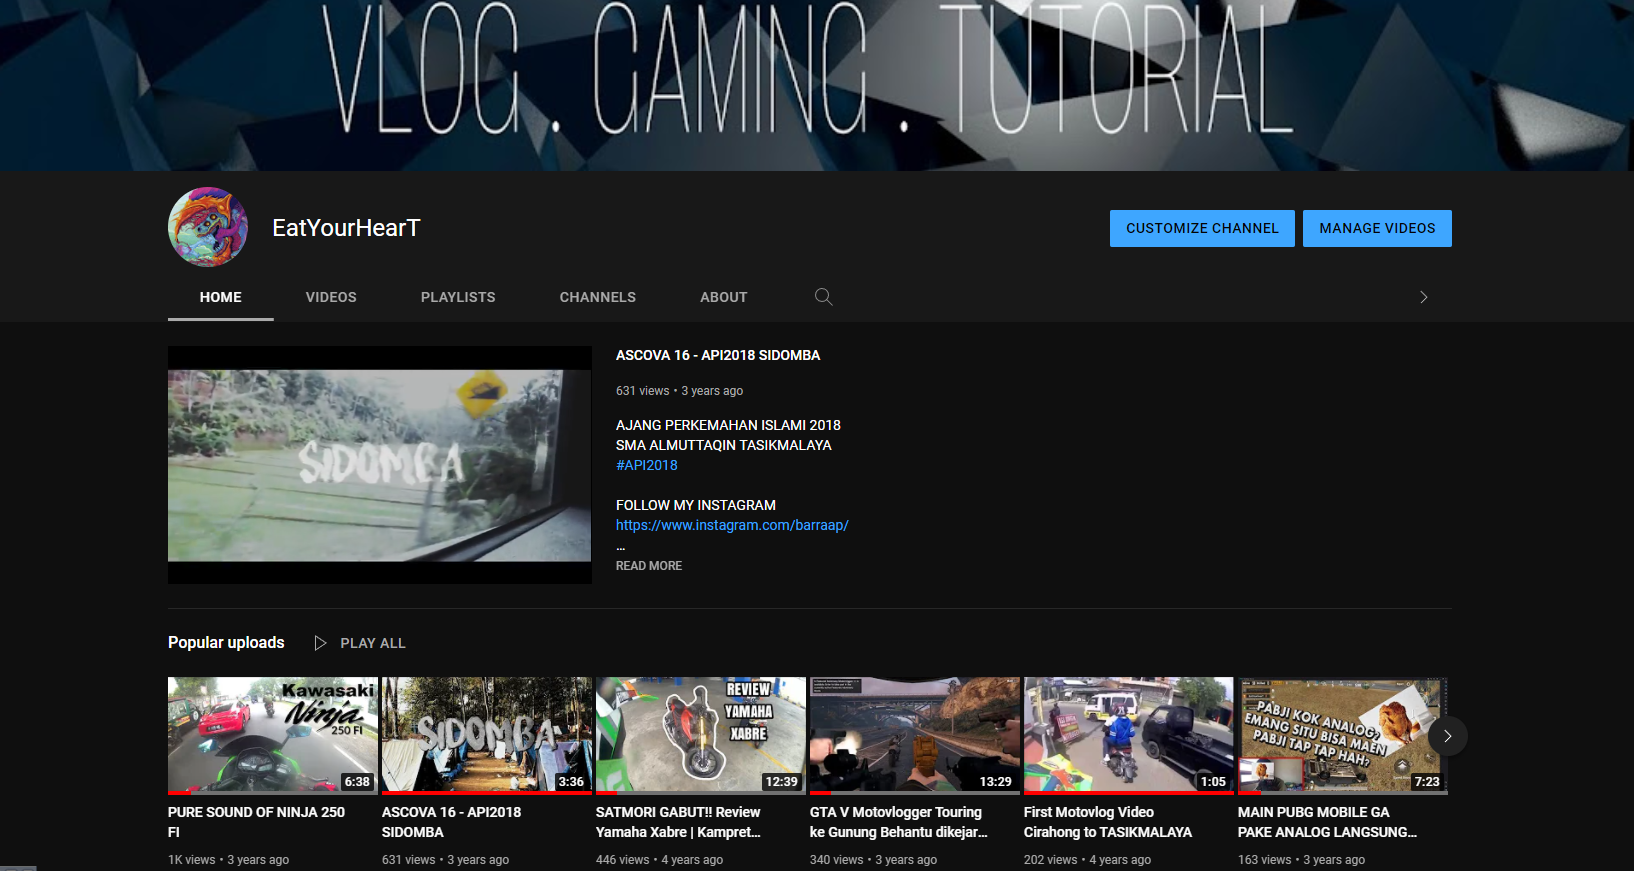 VLOG . GAMING . TUTORIAL
EatYourHearT
CUSTOMIZE CHANNEL
MANAGE VIDEOS
HOME
VIDEOS
PLAYLISTS
CHANNELS
ABOUT
SIDOMBA
ASCOVA 16 - API2018 SIDOMBA
631 views • 3 years ago
AJANG PERKEMAHAN ISLAMI 2018
SMA ALMUTTAQIN TASIKMALAYA
#API2018
FOLLOW MY INSTAGRAM
https://www.instagram.com/barraap/
...
READ MORE
Popular uploads
PLAY ALL
Kawasaki
Ninja
250 FI
6:38
PURE SOUND OF NINJA 250
FI
1K views • 3 years ago
SIDOMBA
3:36
ASCOVA 16 - API2018
SIDOMBA
631 views • 3 years ago
REVIEW
YAMAHA
XABRE
12:39
SATMORI GABUT!! Review
Yamaha Xabre | Kampret...
446 views • 4 years ago
13:29
GTA V Motovlogger Touring
ke Gunung Behantu dikejar...
340 views • 3 years ago
1:05
First Motovlog Video
Cirahong to TASIKMALAYA
202 views • 4 years ago
PABJI KOK ANALOG?
EMANG SITU BISA MAEN
PABJI TAP TAP HAH?
7:23
MAIN PUBG MOBILE GA
PAKE ANALOG LANGSUNG...
163 views • 3 years ago